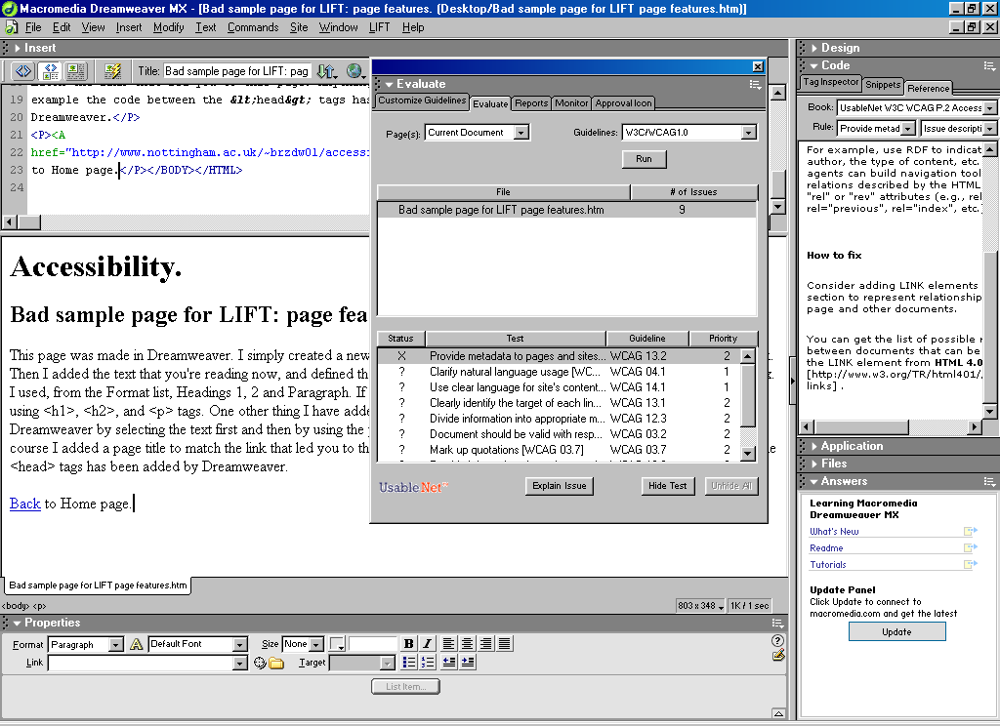 Macromedia Dreamweaver MX - [Bad sample page for LIFT: page features. (Desktop/Bad sample page for LIFT page features.htm)]
File Edit View Insert Modify Text Commands Site Window LIFT Help
Insert
Title: Bad sample page for LIFT: pag
19 example the code between the &lt;head&gt; tags has
20 Dreamweaver.</P>
21 <P><A
22 href="http://www.nottingham.ac.uk/~brzdw01/access
23 to Home page.</P></BODY></HTML>
24
Accessibility.
Bad sample page for LIFT: page fea
This page was made in Dreamweaver. I simply created a new
Then I added the text that you're reading now, and defined th
I used, from the Format list, Headings 1, 2 and Paragraph. If
using <h1>, <h2>, and <p> tags. One other thing I have adde
Dreamweaver by selecting the text first and then by using the
course I added a page title to match the link that led you to th
<head> tags has been added by Dreamweaver.
Back to Home page.
Bad sample page for LIFT page features.htm
<body> <p>
803 x 348
1K / 1 sec
Evaluate
Customize Guidelines Evaluate Reports Monitor Approval Icon
Page(s): Current Document Guidelines: W3C/WCAG1.0
Run
File # of Issues
Bad sample page for LIFT page features.htm 9
Status Test Guideline Priority
X Provide metadata to pages and sites... WCAG 13.2 2
? Clarify natural language usage [WC... WCAG 04.1 1
? Use clear language for site's content... WCAG 14.1 1
? Clearly identify the target of each lin... WCAG 13.1 2
? Divide information into appropriate m... WCAG 12.3 2
? Document should be valid with resp... WCAG 03.2 2
? Mark up quotations [WCAG 03.7] WCAG 03.7 2
UsableNet
Explain Issue Hide Test Unhide All
Properties
Format Paragraph Default Font Size None B I
Link Target
List Item...
Design
Code
Tag Inspector Snippets Reference
Book: UsableNet W3C WCAG P.2 Access
Rule: Provide metad Issue descripti
For example, use RDF to indicat
author, the type of content, etc.
agents can build navigation tool
relations described by the HTML
"rel" or "rev" attributes (e.g., rel
rel="previous", rel="index", etc.
How to fix
Consider adding LINK elements
section to represent relationship
page and other documents.
You can get the list of possible r
between documents that can be
the LINK element from HTML 4.0
[http://www.w3.org/TR/html401/
links] .
Application
Files
Answers
Learning Macromedia
Dreamweaver MX
What's New
Readme
Tutorials
Update Panel
Click Update to connect to
macromedia.com and get the latest
Update